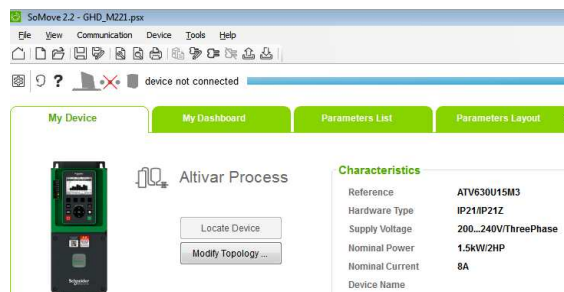 SoMove 2.2 - GHD_M221.psx
File View Communication Device Tools Help
? device not connected
My Device My Dashboard Parameters List Parameters Layout
Altivar Process
Locate Device
Modify Topology ...
Schneider
Characteristics
Reference ATV630U15M3
Hardware Type IP21/IP21Z
Supply Voltage 200...240V/ThreePhase
Nominal Power 1.5kW/2HP
Nominal Current 8A
Device Name